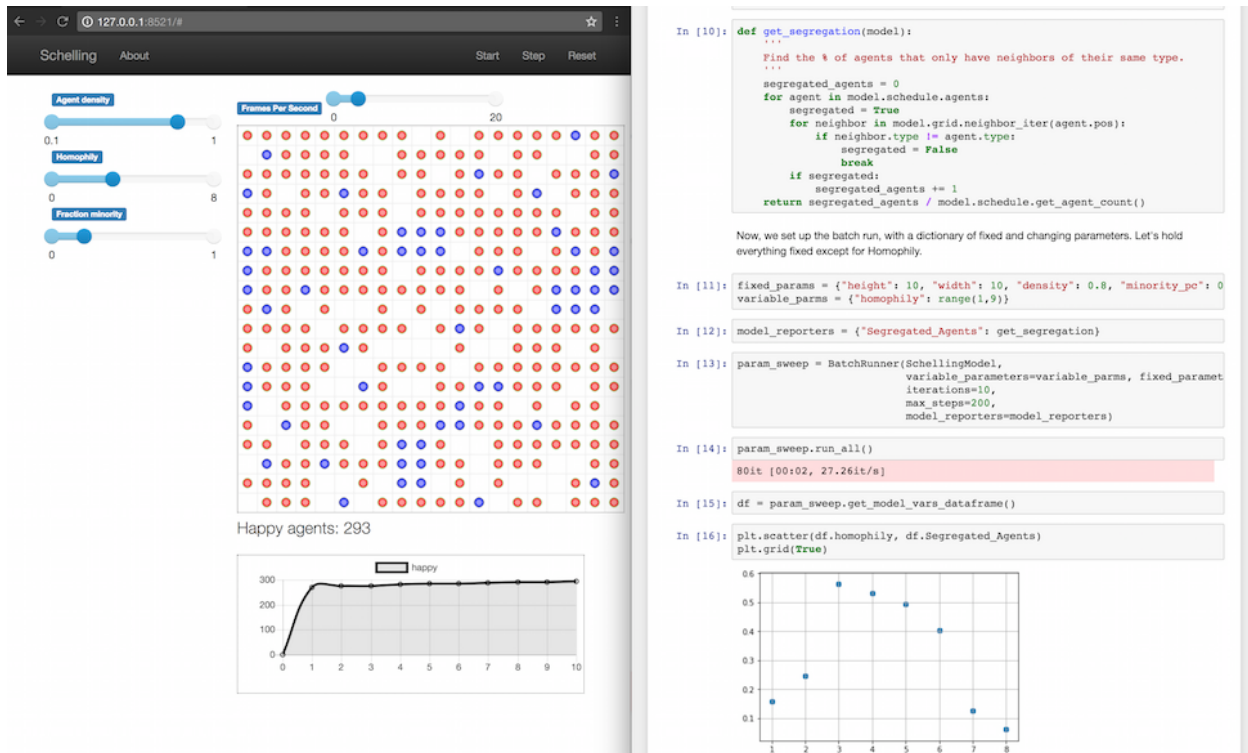 127.0.0.1:8521/#
Schelling About Start Step Reset
Agent density
0.1 1
Homophily
0 8
Fraction minority
0 1
Frames Per Second
0 20
Happy agents: 293
happy
300
200
100
0
0 1 2 3 4 5 6 7 8 9 10
In [10]: def get_segregation(model):
'''
Find the % of agents that only have neighbors of their same type.
'''
segregated_agents = 0
for agent in model.schedule.agents:
segregated = True
for neighbor in model.grid.neighbor_iter(agent.pos):
if neighbor.type != agent.type:
segregated = False
break
if segregated:
segregated_agents += 1
return segregated_agents / model.schedule.get_agent_count()
Now, we set up the batch run, with a dictionary of fixed and changing parameters. Let's hold
everything fixed except for Homophily.
In [11]: fixed_params = {"height": 10, "width": 10, "density": 0.8, "minority_pc": 0
variable_parms = {"homophily": range(1,9)}
In [12]: model_reporters = {"Segregated_Agents": get_segregation}
In [13]: param_sweep = BatchRunner(SchellingModel,
variable_parameters=variable_parms, fixed_paramet
iterations=10,
max_steps=200,
model_reporters=model_reporters)
In [14]: param_sweep.run_all()
80it [00:02, 27.26it/s]
In [15]: df = param_sweep.get_model_vars_dataframe()
In [16]: plt.scatter(df.homophily, df.Segregated_Agents)
plt.grid(True)
0.6
0.5
0.4
0.3
0.2
0.1
1 2 3 4 5 6 7 8